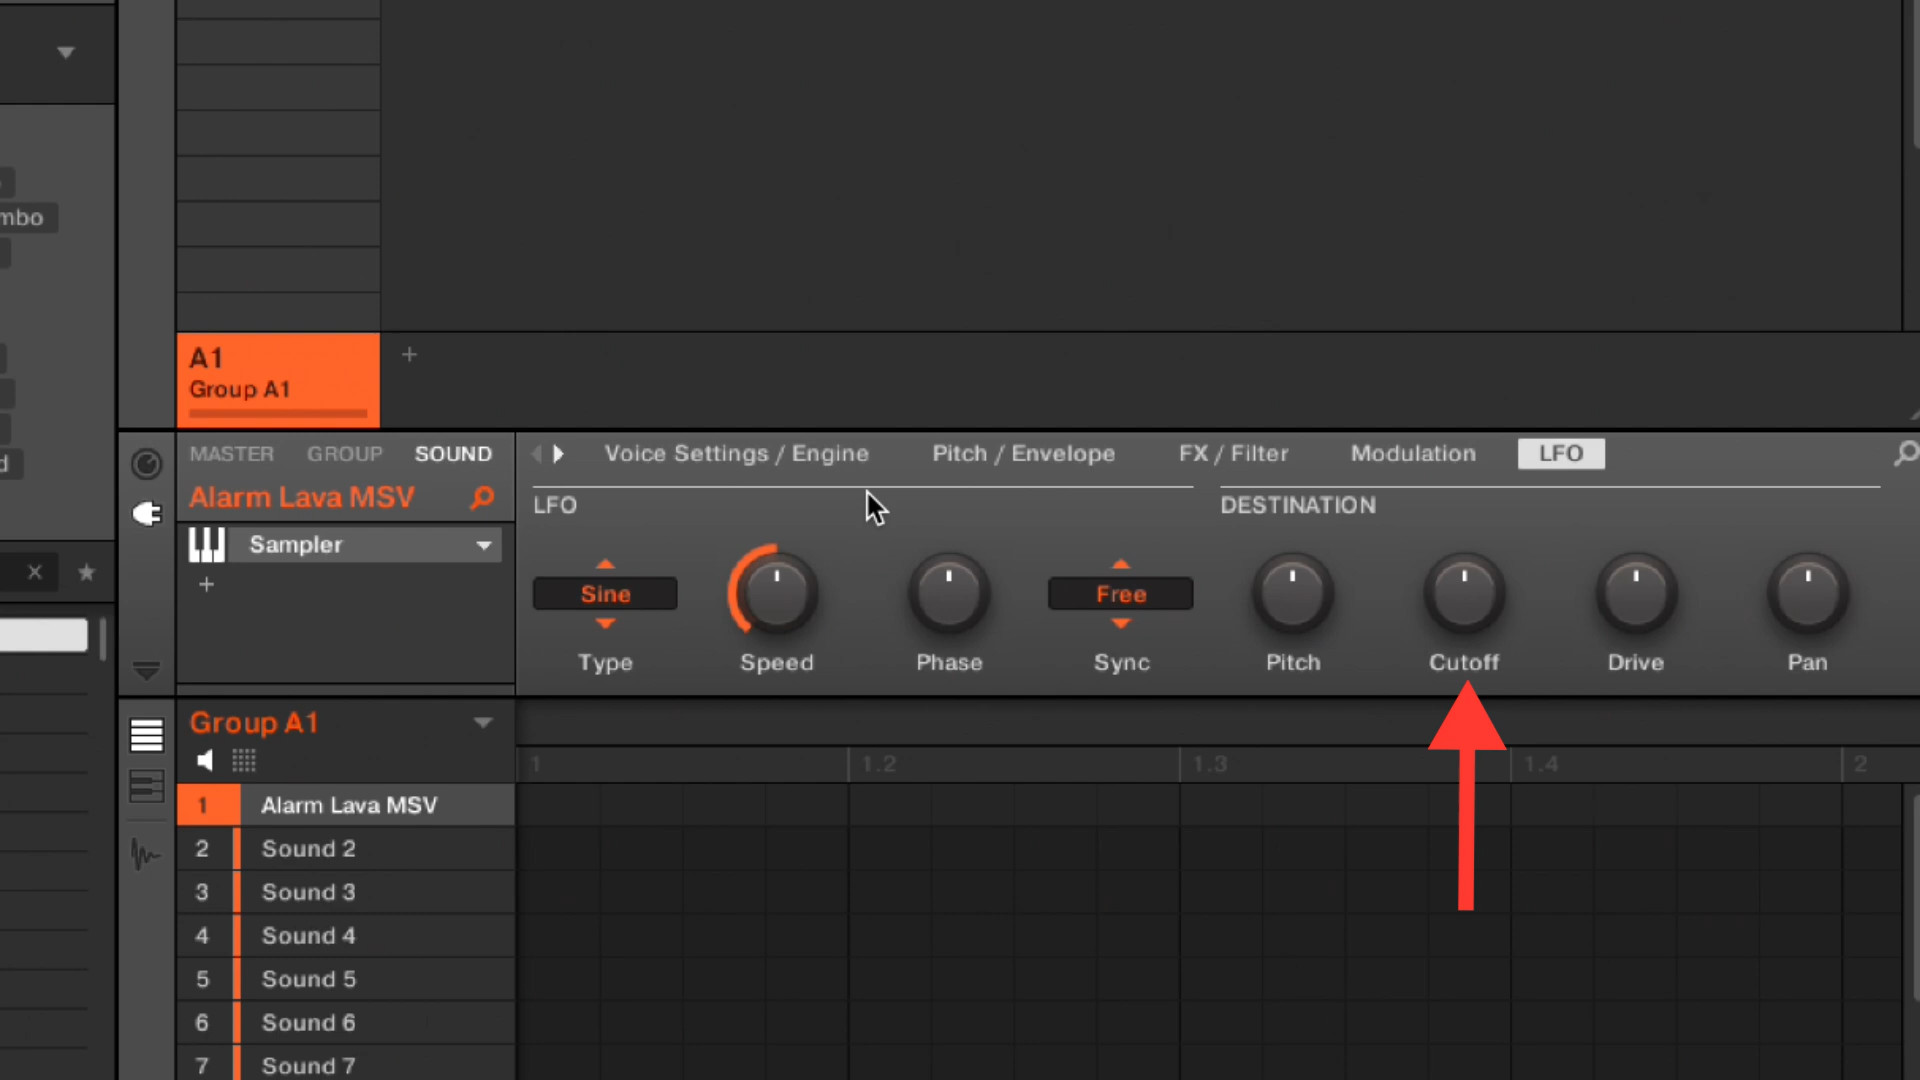 mbo
d
A1
Group A1
MASTER GROUP SOUND
Voice Settings / Engine Pitch / Envelope FX / Filter Modulation LFO
Alarm Lava MSV
LFO DESTINATION
Sampler
Sine Free
Type Speed Phase Sync Pitch Cutoff Drive Pan
Group A1
1 1.2 1.3 1.4 2
1 Alarm Lava MSV
2 Sound 2
3 Sound 3
4 Sound 4
5 Sound 5
6 Sound 6
7 Sound 7